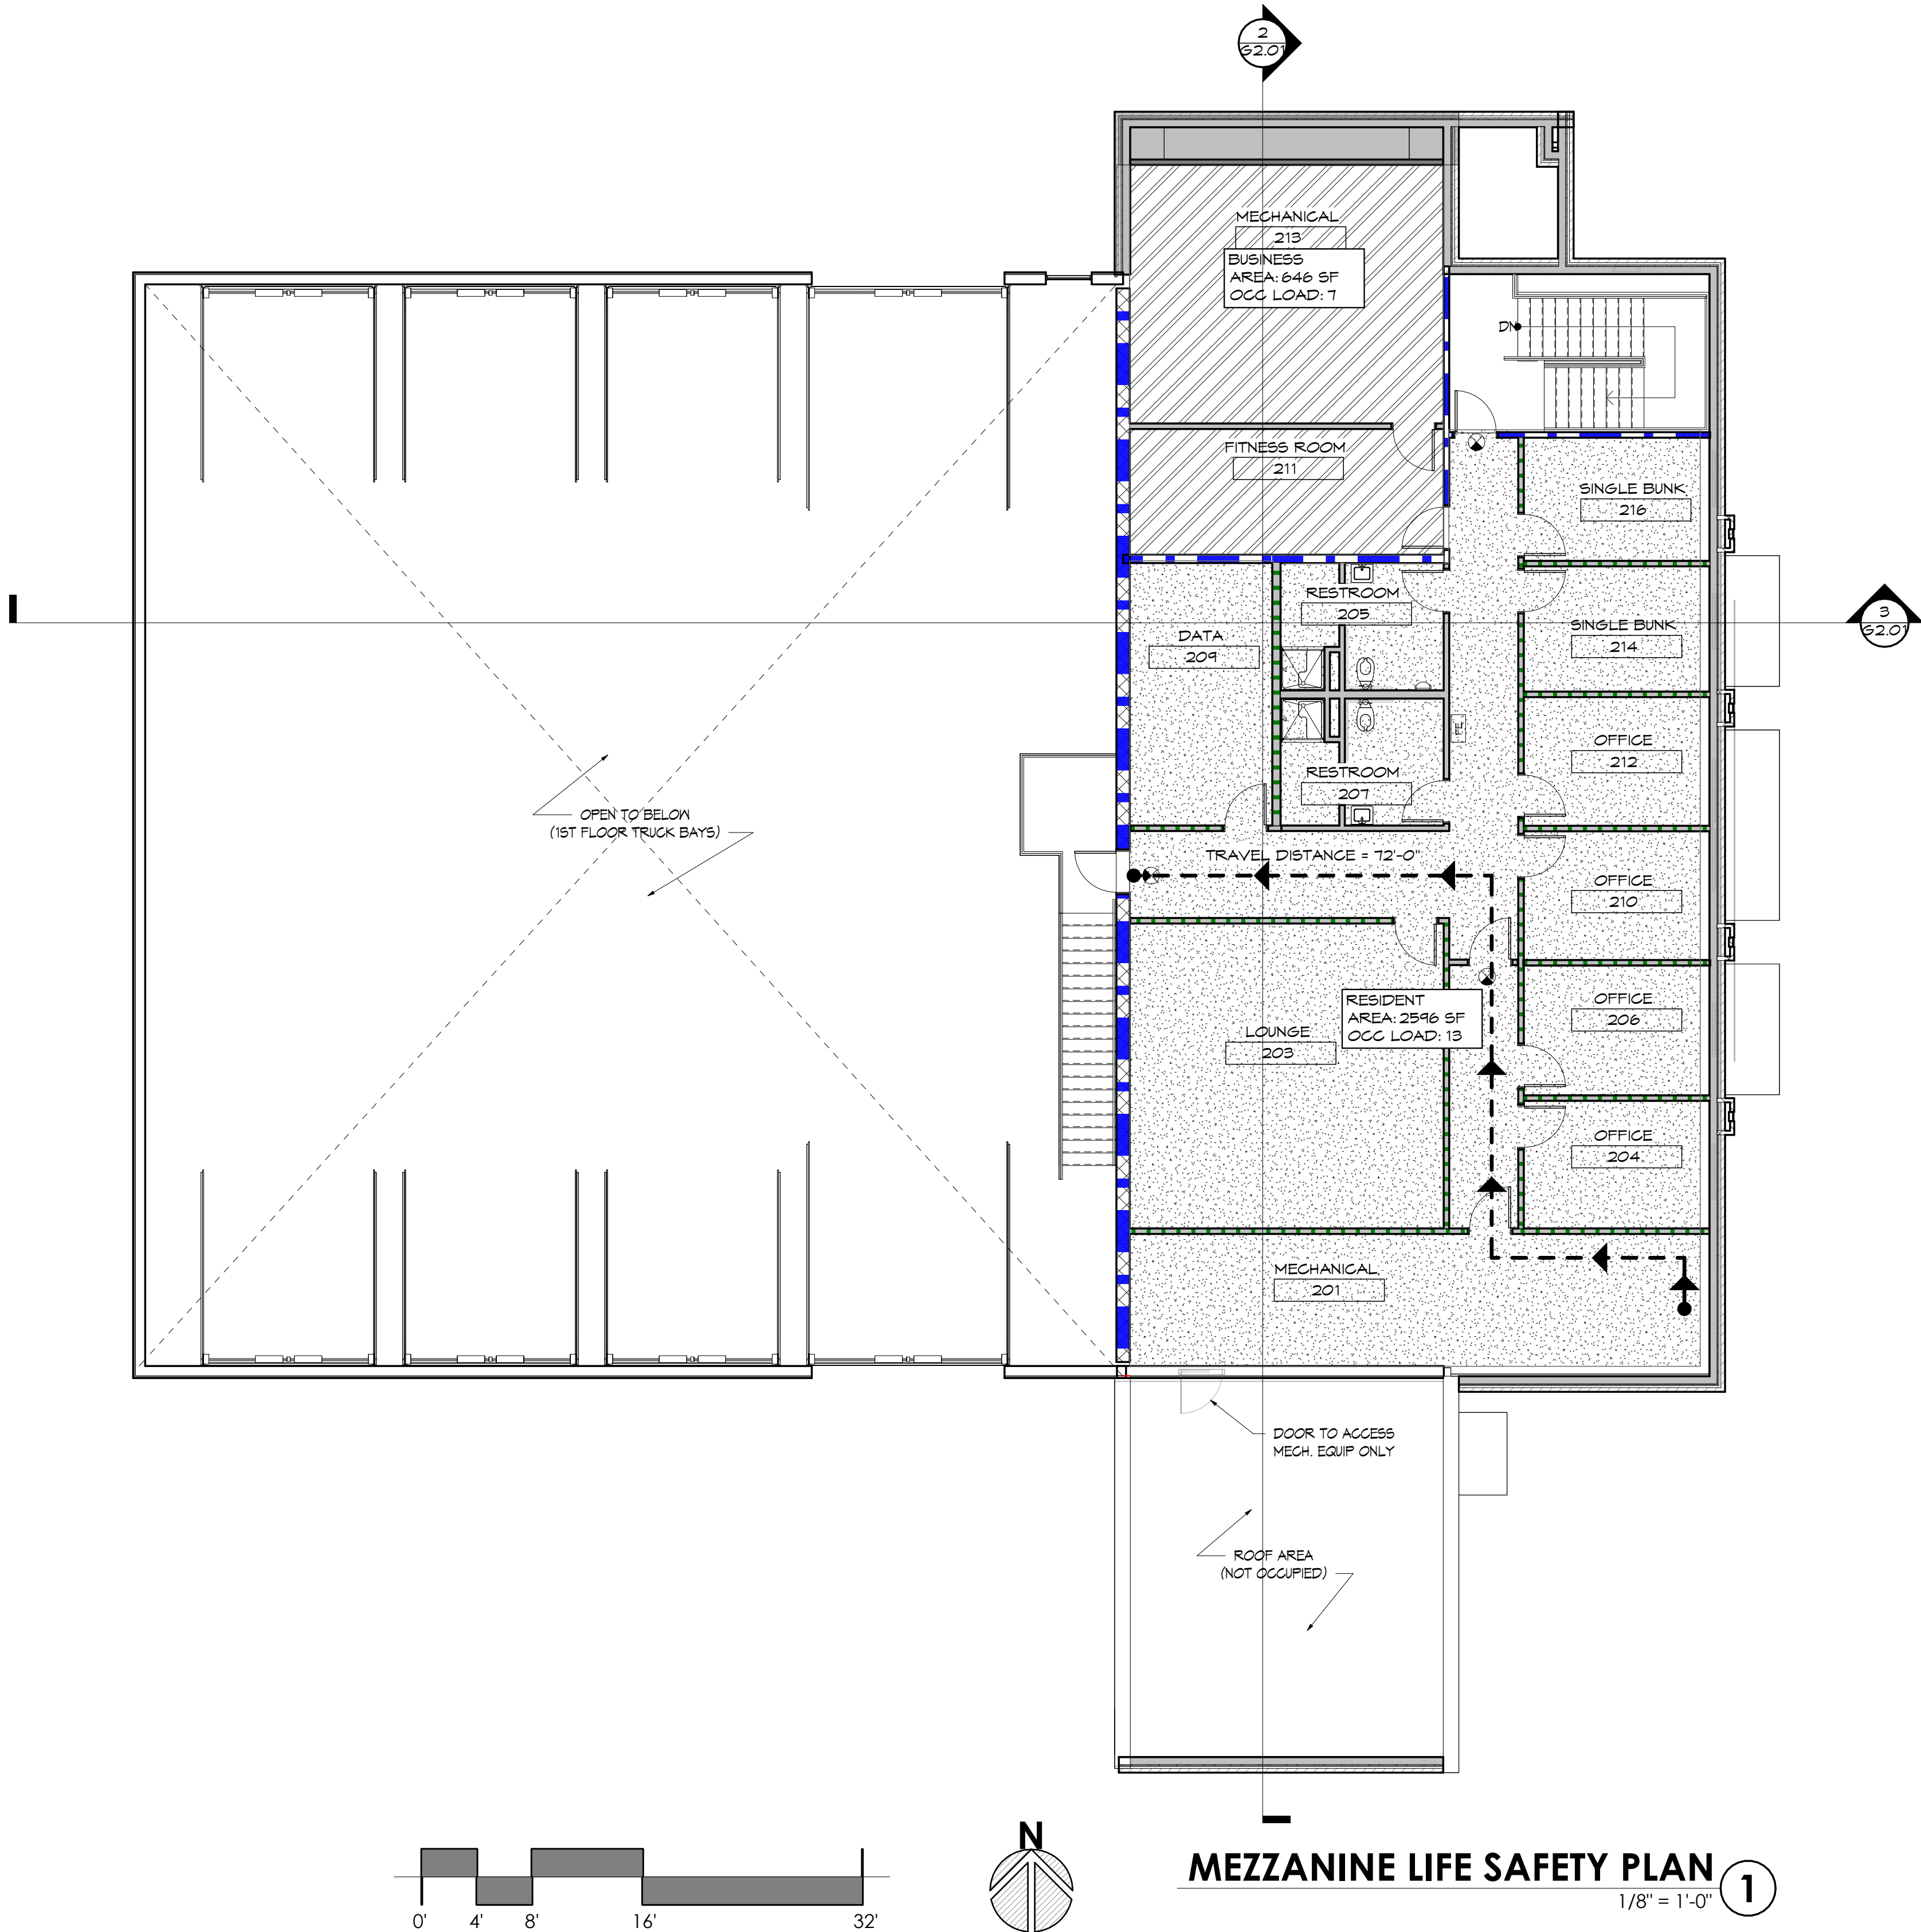 2
G2.01
MECHANICAL
213
BUSINESS
AREA: 646 SF
OCC LOAD: 7
DN
FITNESS ROOM
211
SINGLE BUNK
216
RESTROOM
205
SINGLE BUNK
214
3
G2.01
DATA
209
FE
OFFICE
212
RESTROOM
207
OPEN TO BELOW
(1ST FLOOR TRUCK BAYS)
TRAVEL DISTANCE = 72'-0"
OFFICE
210
RESIDENT
AREA: 2596 SF
OCC LOAD: 13
OFFICE
206
LOUNGE
203
OFFICE
204
MECHANICAL
201
DOOR TO ACCESS
MECH. EQUIP ONLY
ROOF AREA
(NOT OCCUPIED)
N
MEZZANINE LIFE SAFETY PLAN
1
1/8" = 1'-0"
0' 4' 8' 16' 32'